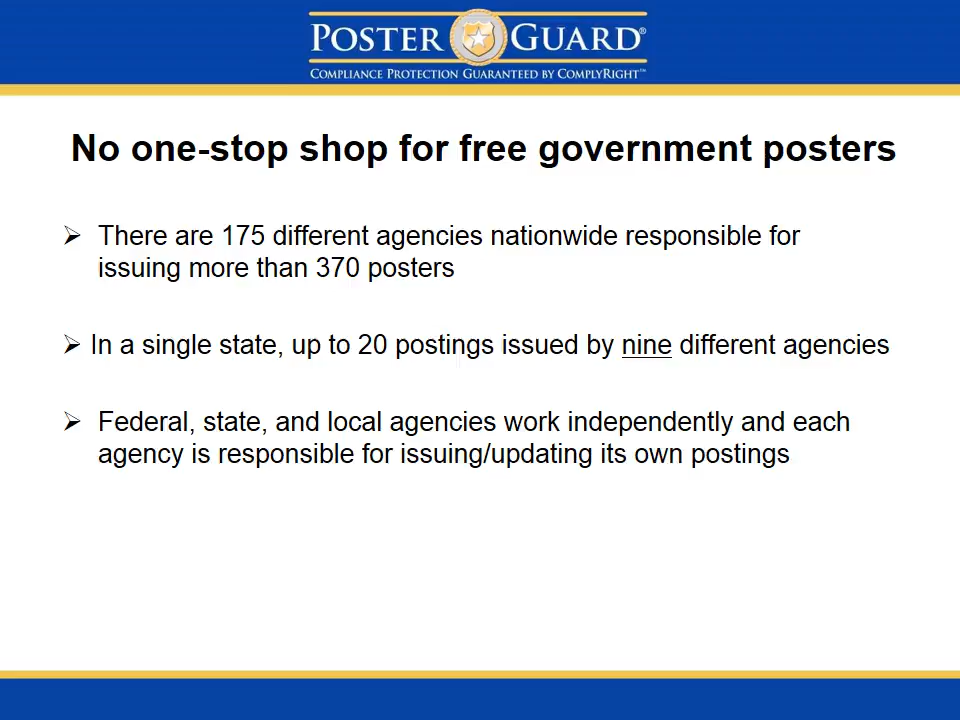 POSTER GUARD®
COMPLIANCE PROTECTION GUARANTEED BY COMPLYRIGHT™
No one-stop shop for free government posters
➢ There are 175 different agencies nationwide responsible for
issuing more than 370 posters
➢ In a single state, up to 20 postings issued by nine different agencies
➢ Federal, state, and local agencies work independently and each
agency is responsible for issuing/updating its own postings